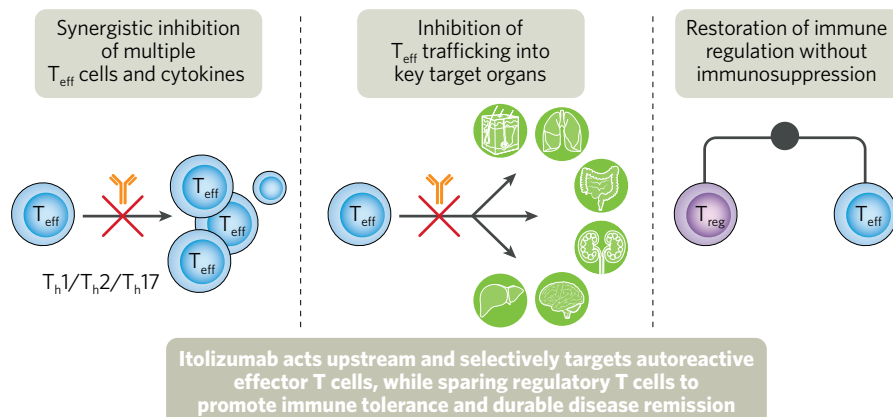 Synergistic inhibition
of multiple
Teff cells and cytokines
Inhibition of
Teff trafficking into
key target organs
Restoration of immune
regulation without
immunosuppression
Teff
Teff
Teff
Teff
Th1/Th2/Th17
Teff
Treg
Teff
Itolizumab acts upstream and selectively targets autoreactive
effector T cells, while sparing regulatory T cells to
promote immune tolerance and durable disease remission